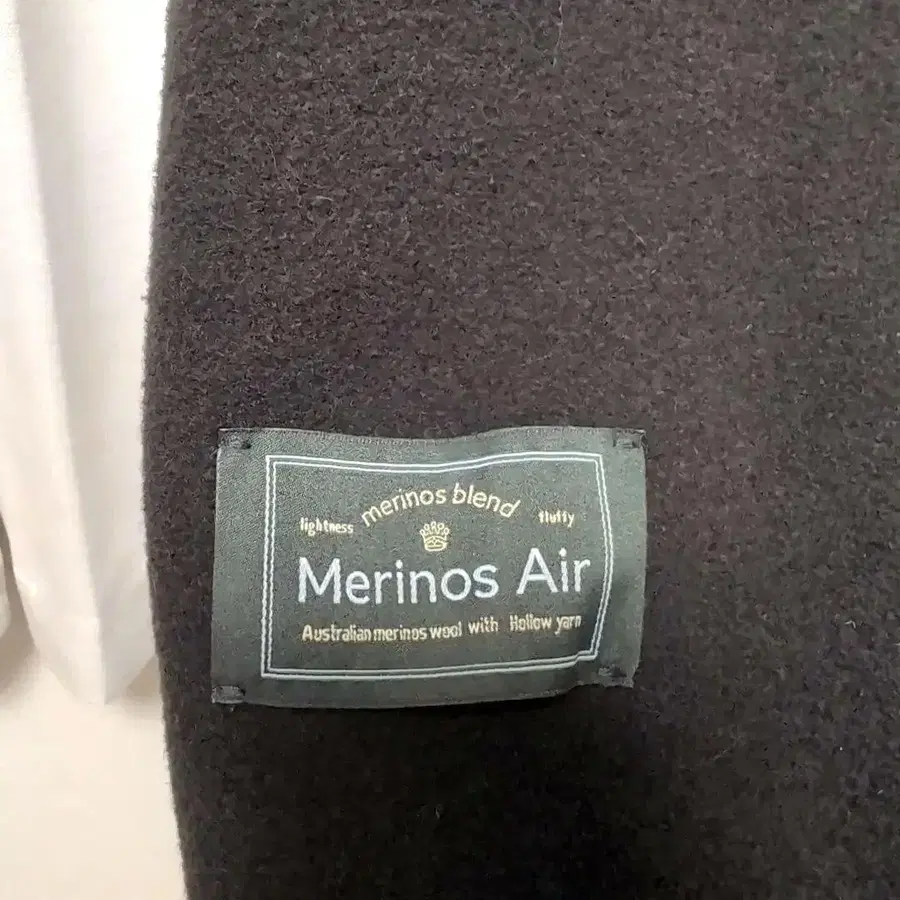 merinos blend
lightness fluffy
Merinos Air
Australian merinos wool with Hollow yarn